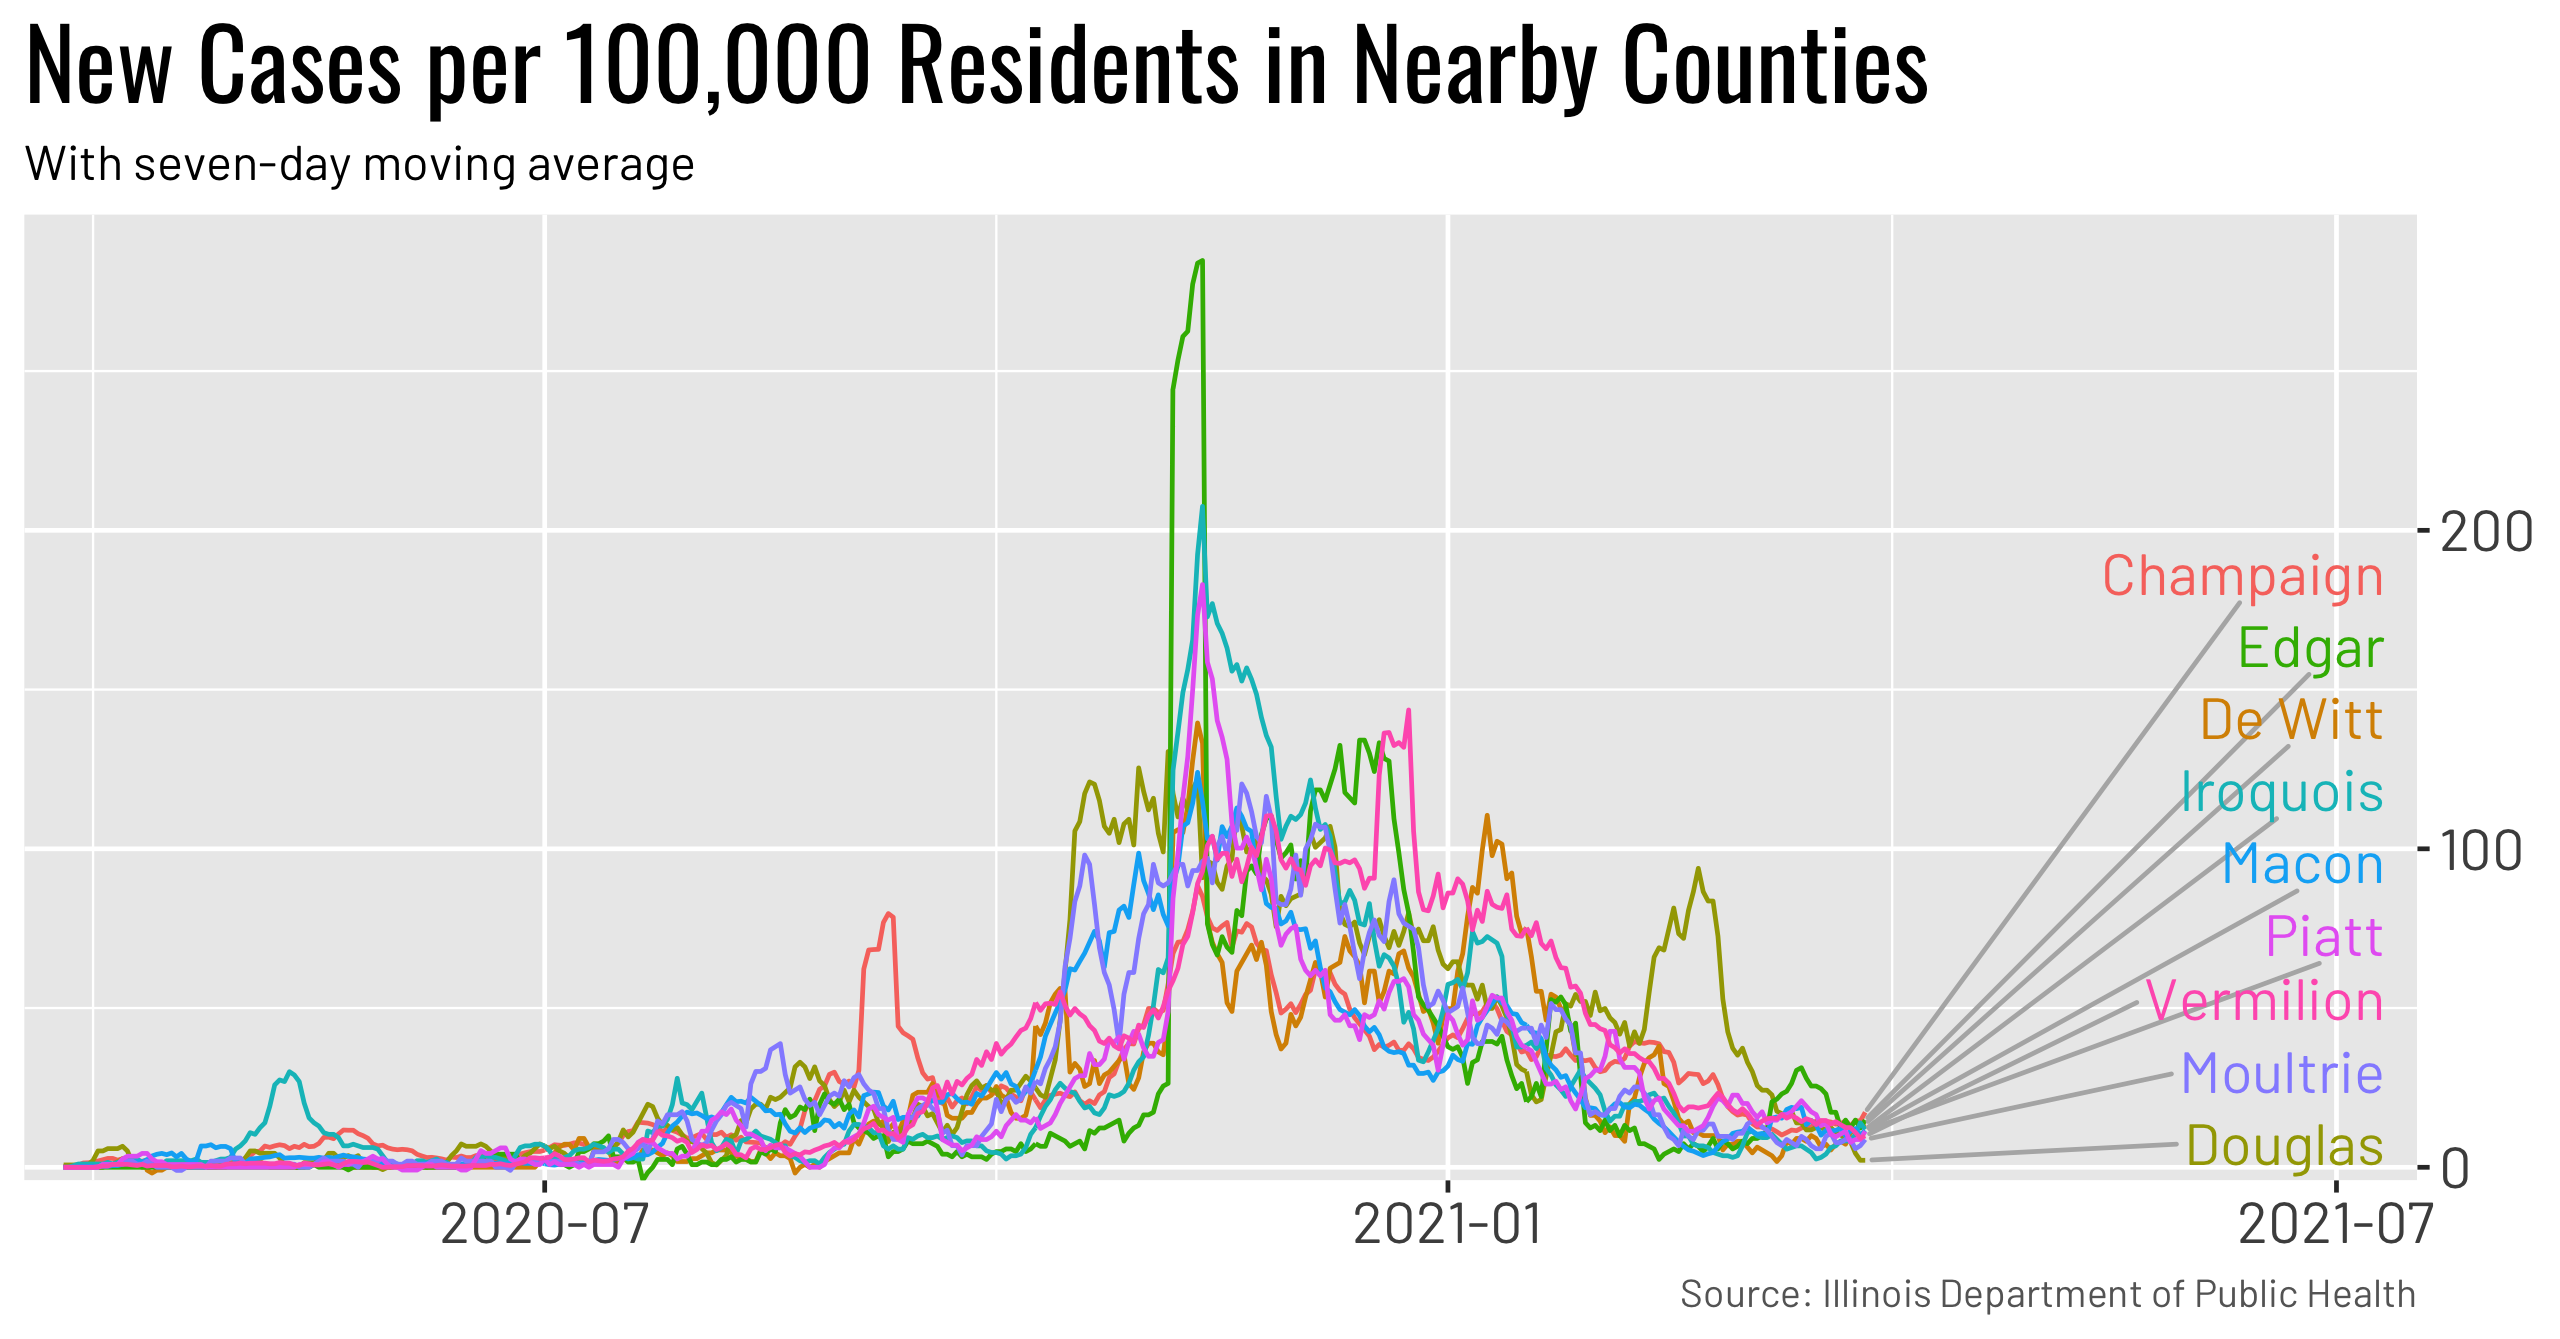 New Cases per 100,000 Residents in Nearby Counties
With seven-day moving average
200
Champaign
Edgar
De Witt
Iroquois
100
Macon
Piatt
Vermilion
Moultrie
Douglas
0
2020-07
2021-01
2021-07
Source: Illinois Department of Public Health